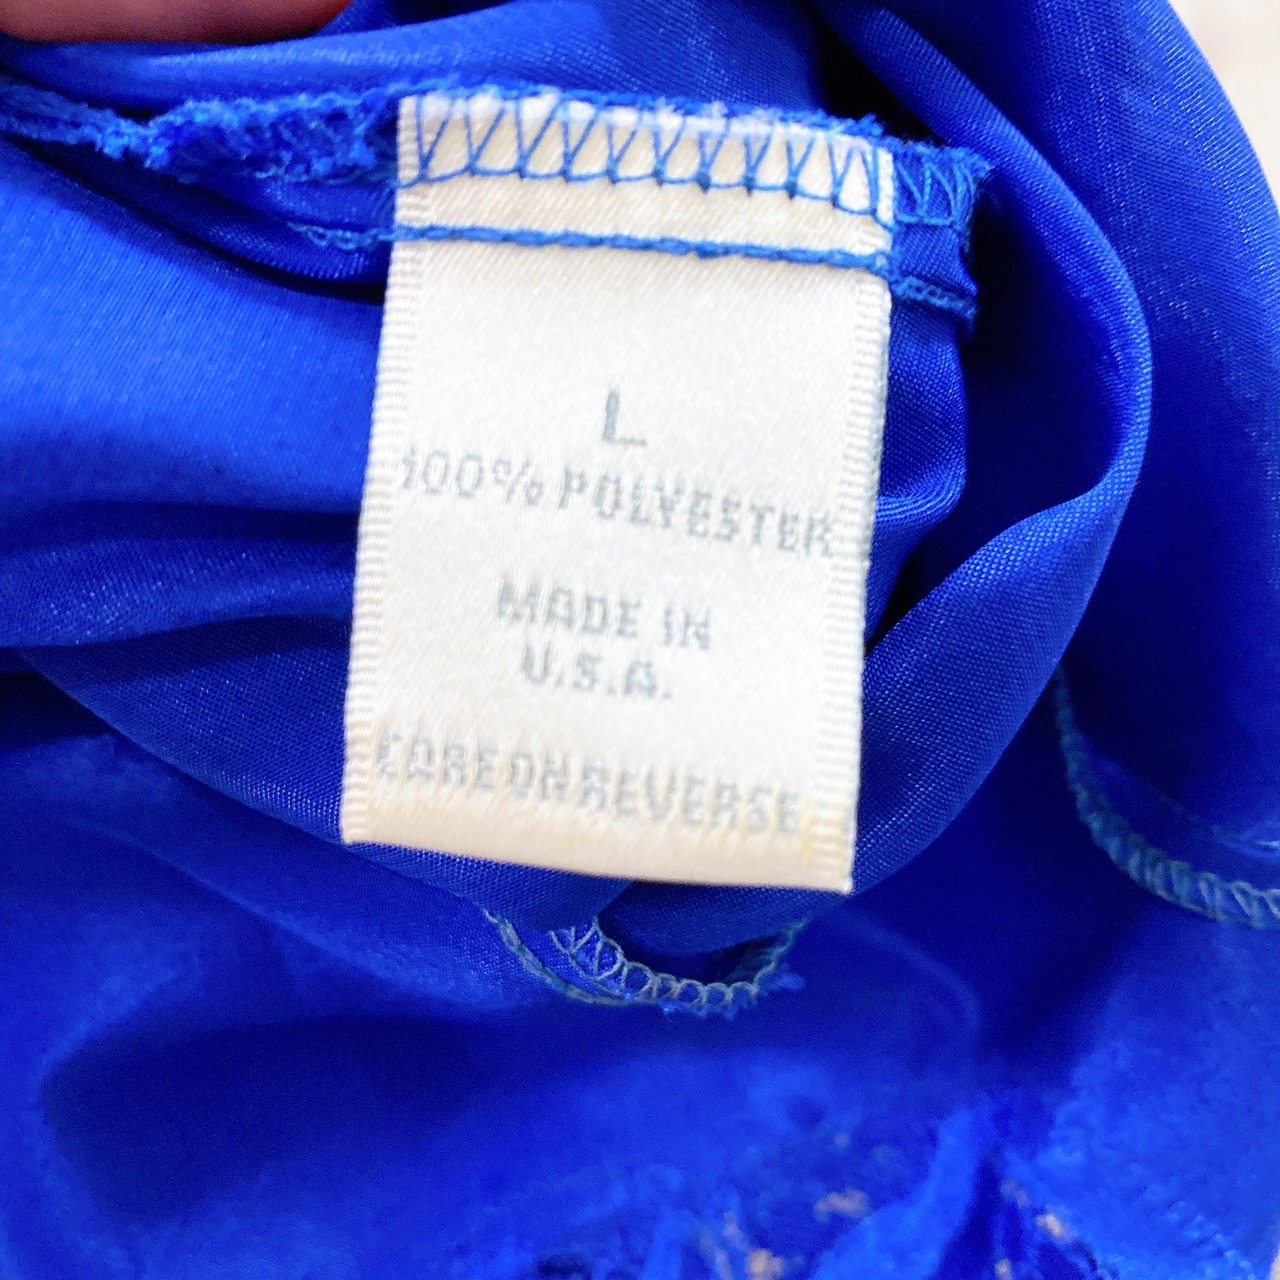 L
100% POLYESTER
MADE IN
U.S.A.
CARE ON REVERSE